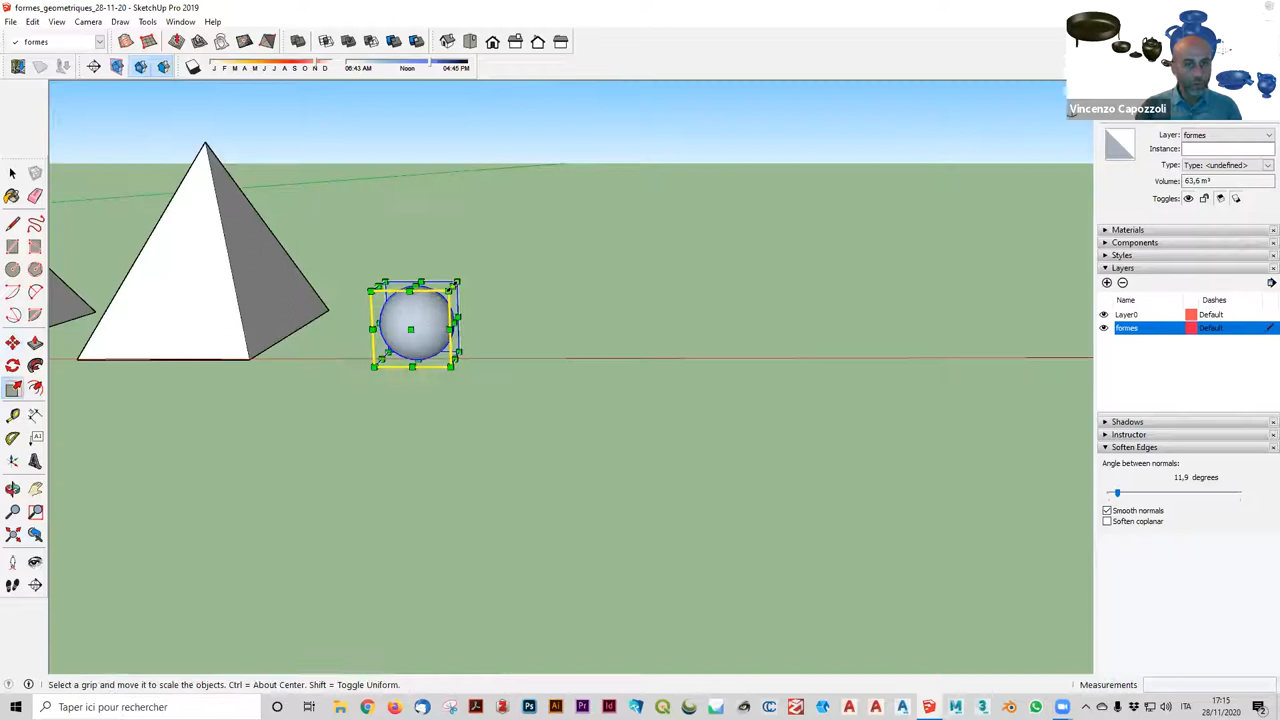 formes_geometriques_28-11-20 - SketchUp Pro 2019
File Edit View Camera Draw Tools Window Help
formes
J F M A M J J A S O N D 06:43 AM Noon 04:45 PM
Vincenzo Capozzoli
Layer: formes
Instance:
Type: Type: <undefined>
Volume: 63,6 m³
Toggles:
Materials
Components
Styles
Layers
Name Dashes
Layer0 Default
formes Default
Shadows
Instructor
Soften Edges
Angle between normals:
11,9 degrees
Smooth normals
Soften coplanar
Select a grip and move it to scale the objects. Ctrl = About Center. Shift = Toggle Uniform.
Measurements
Taper ici pour rechercher
ITA
17:15
28/11/2020